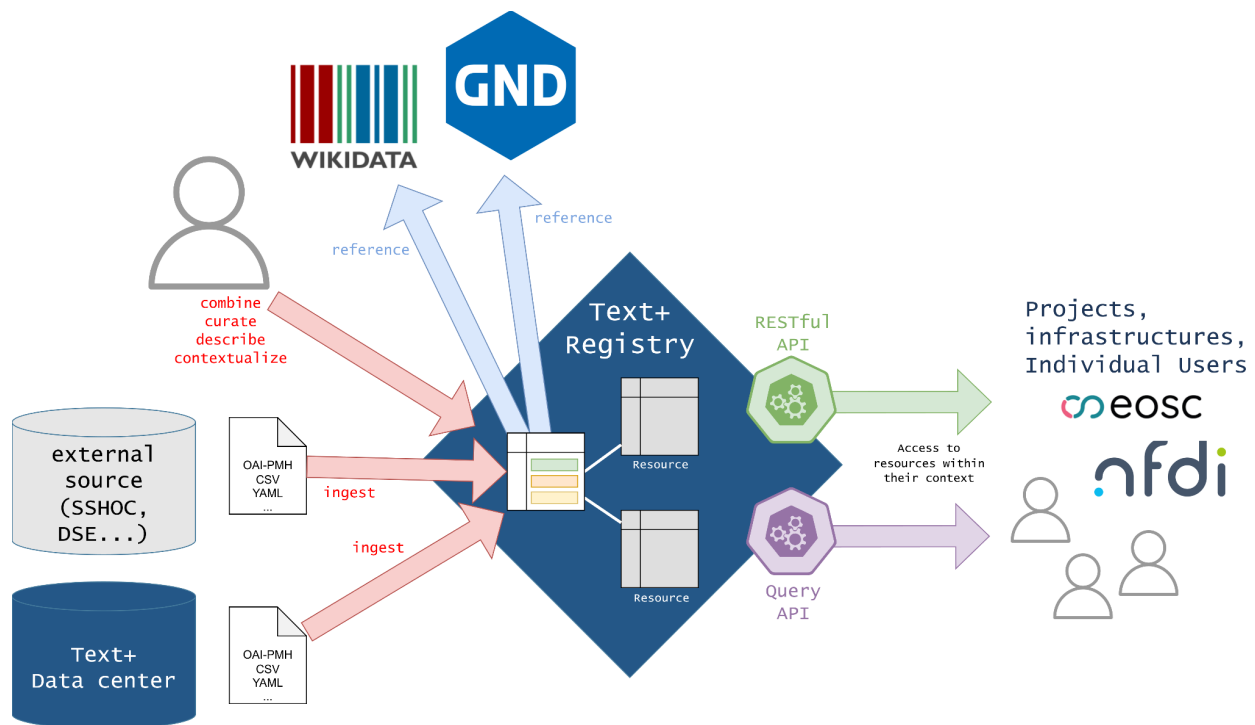 WIKIDATA
GND
reference
reference
combine
curate
describe
contextualize
Text+
Registry
RESTful
API
Projects,
infrastructures,
Individual Users
eosc
nfdi
external
source
(SSHOC,
DSE...)
OAI-PMH
CSV
YAML
...
ingest
Resource
Access to
resources within
their context
ingest
Resource
Query
API
Text+
Data center
OAI-PMH
CSV
YAML
...